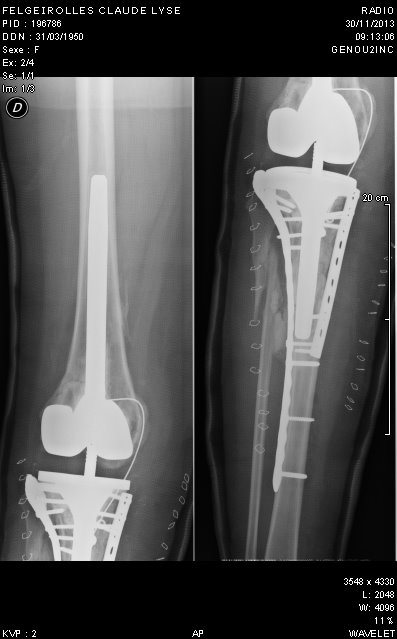 FELGEIROLLES CLAUDE LYSE
PID : 196786
DDN : 31/03/1950
Sexe : F
Ex: 2/4
Se: 1/1
Im: 1/3
D
RADIO
30/11/2013
09:13:06
GENOU2INC
20 cm
3548 x 4330
L: 2048
W: 4096
11 %
KVP : 2
AP
WAVELET